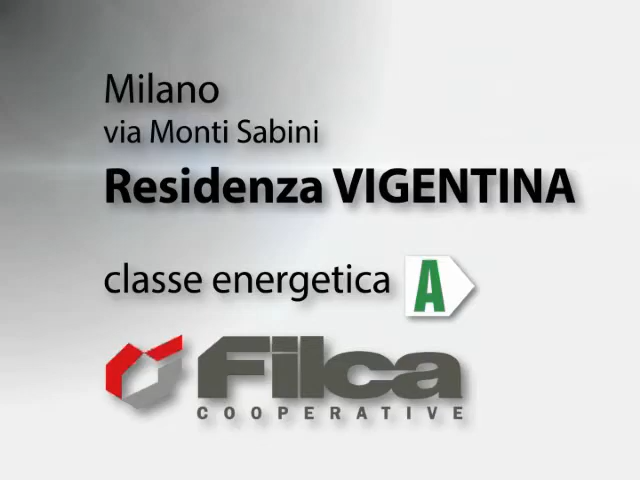 Milano
via Monti Sabini
Residenza VIGENTINA
classe energetica A
Filca
COOPERATIVE